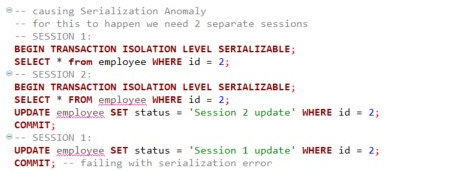 -- causing Serialization Anomaly
-- for this to happen we need 2 separate sessions
-- SESSION 1:
BEGIN TRANSACTION ISOLATION LEVEL SERIALIZABLE;
SELECT * from employee WHERE id = 2;
-- SESSION 2:
BEGIN TRANSACTION ISOLATION LEVEL SERIALIZABLE;
SELECT * FROM employee WHERE id = 2;
UPDATE employee SET status = 'Session 2 update' WHERE id = 2;
COMMIT;
-- SESSION 1:
UPDATE employee SET status = 'Session 1 update' WHERE id = 2;
COMMIT; -- failing with serialization error